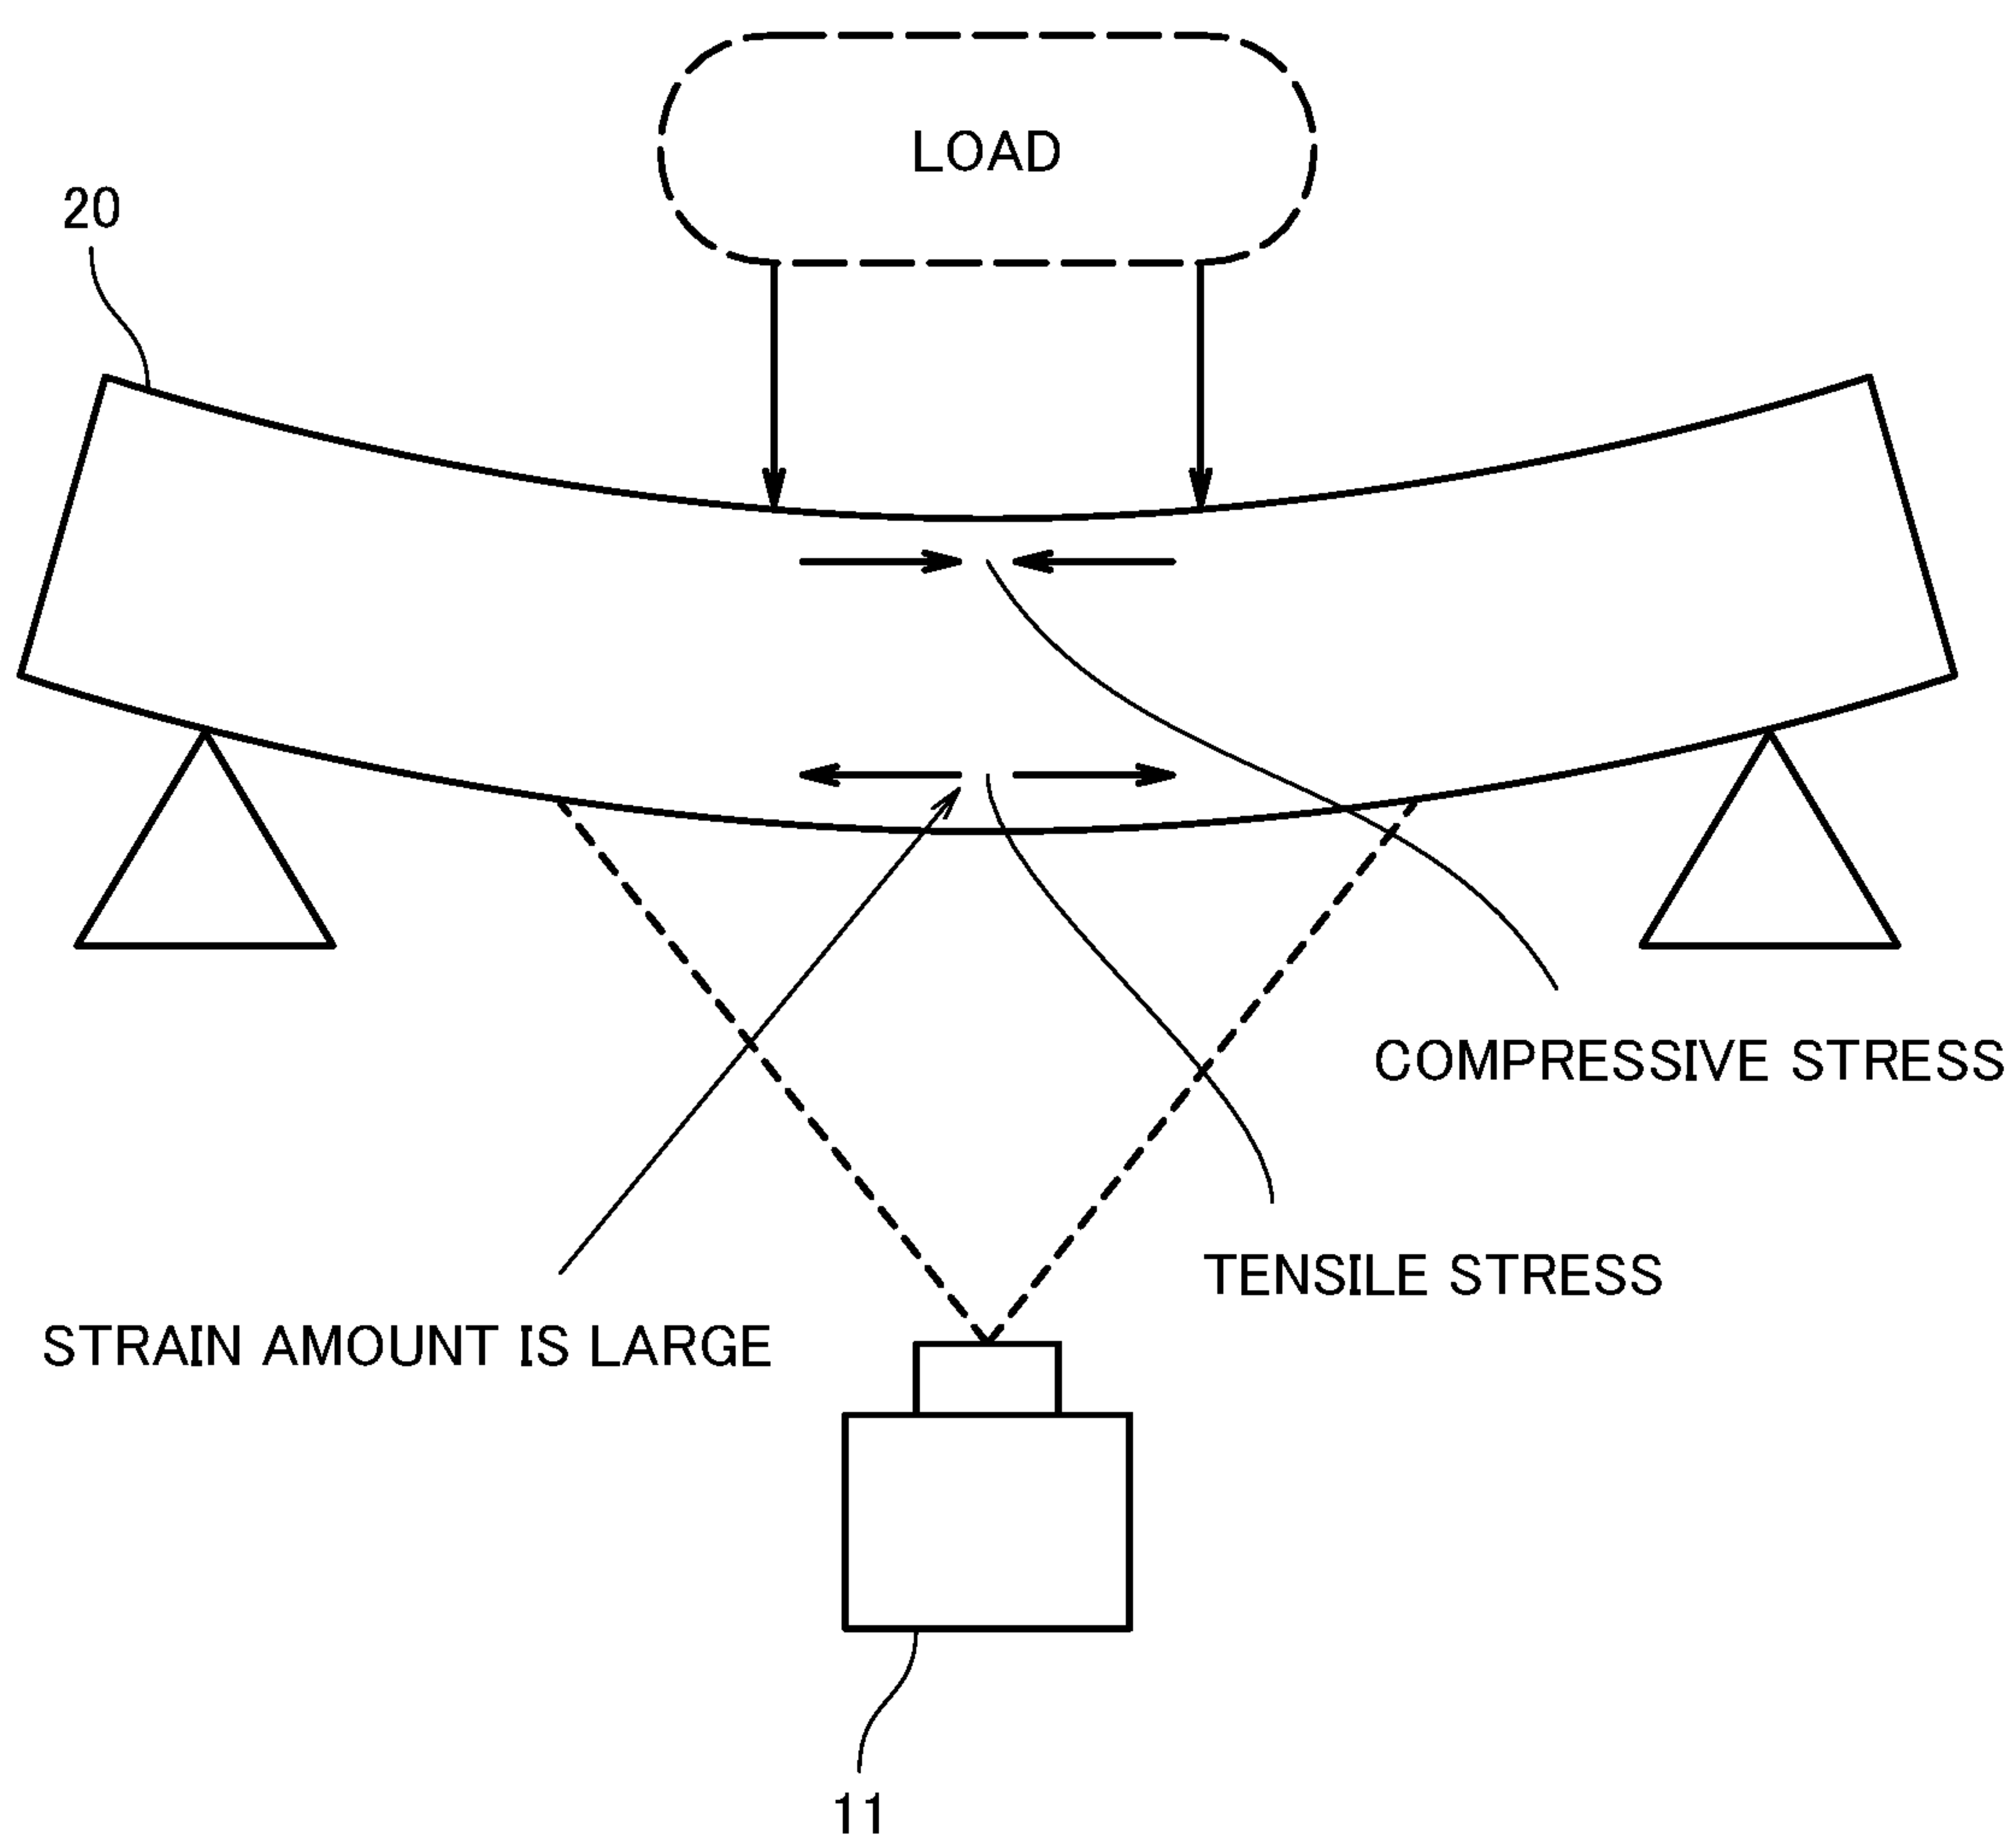 LOAD
20
COMPRESSIVE STRESS
TENSILE STRESS
STRAIN AMOUNT IS LARGE
11